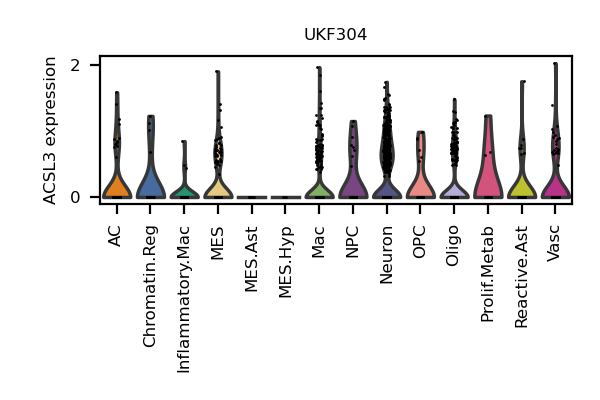 UKF304
ACSL3 expression
2
0
AC
Chromatin.Reg
Inflammatory.Mac
MES
MES.Ast
MES.Hyp
Mac
NPC
Neuron
OPC
Oligo
Prolif.Metab
Reactive.Ast
Vasc